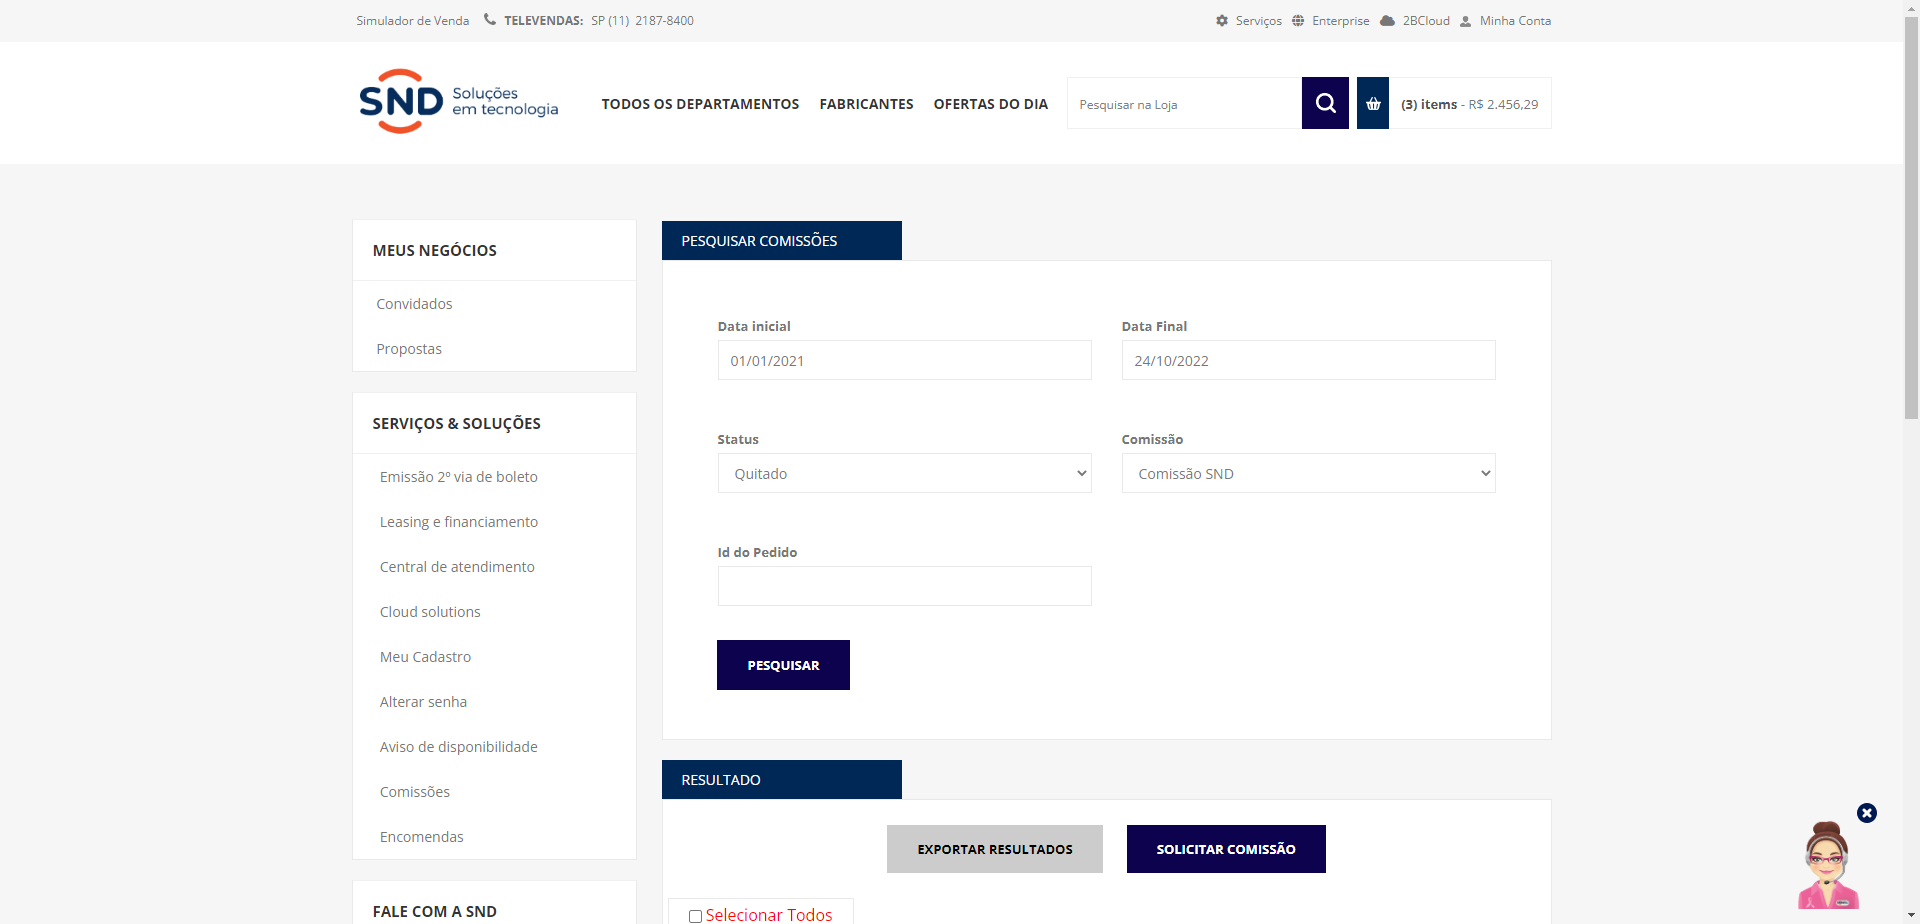 Simulador de Venda TELEVENDAS: SP (11) 2187-8400 Serviços Enterprise 2BCloud Minha Conta
SND Soluções em tecnologia
TODOS OS DEPARTAMENTOS FABRICANTES OFERTAS DO DIA Pesquisar na Loja (3) items - R$ 2.456,29
MEUS NEGÓCIOS
Convidados
Propostas
SERVIÇOS & SOLUÇÕES
Emissão 2º via de boleto
Leasing e financiamento
Central de atendimento
Cloud solutions
Meu Cadastro
Alterar senha
Aviso de disponibilidade
Comissões
Encomendas
FALE COM A SND
PESQUISAR COMISSÕES
Data inicial Data Final
01/01/2021 24/10/2022
Status Comissão
Quitado Comissão SND
Id do Pedido
PESQUISAR
RESULTADO
EXPORTAR RESULTADOS SOLICITAR COMISSÃO
Selecionar Todos